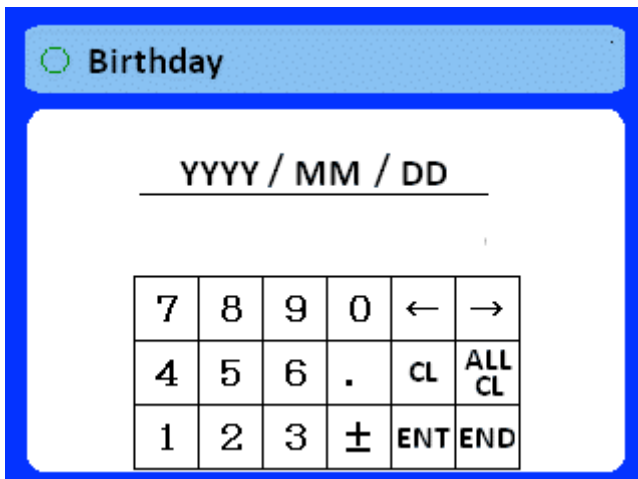 Birthday
YYYY / MM / DD
7 8 9 0 ← →
4 5 6 . CL ALL CL
1 2 3 ± ENT END